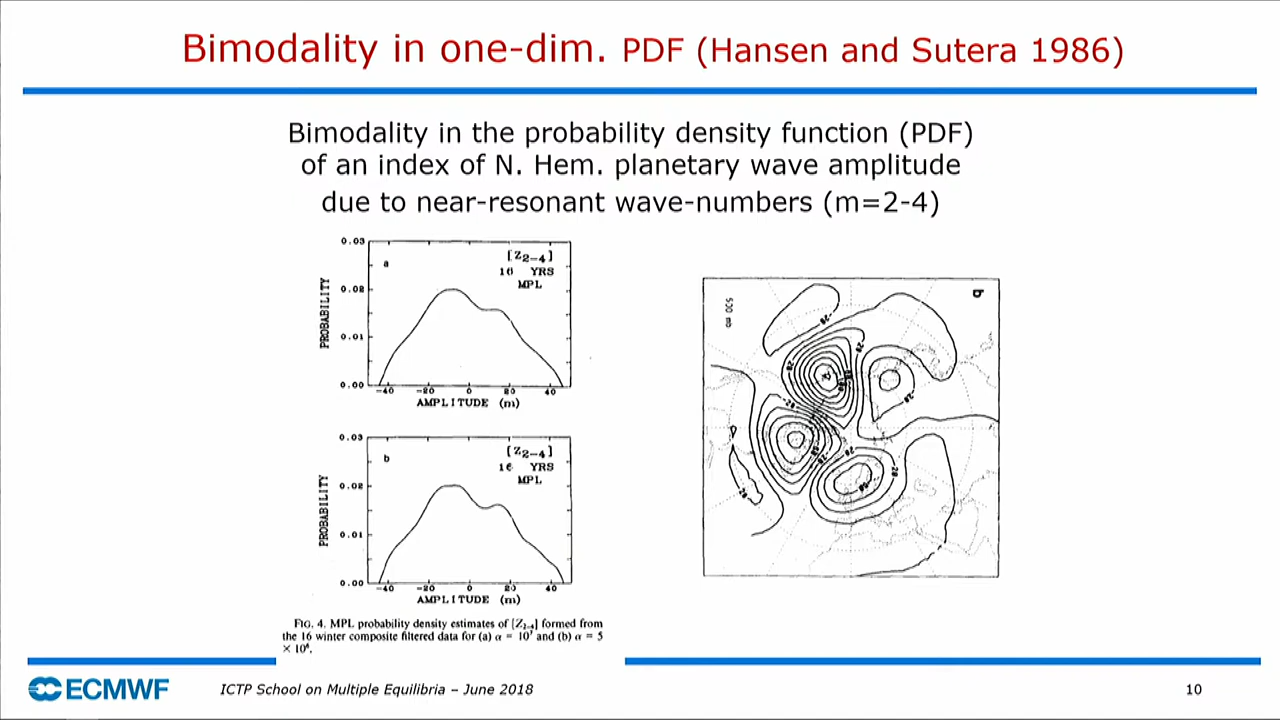 Bimodality in one-dim. PDF (Hansen and Sutera 1986)
Bimodality in the probability density function (PDF)
of an index of N. Hem. planetary wave amplitude
due to near-resonant wave-numbers (m=2-4)
0.03
a
[Z2-4]
16 YRS
MPL
0.02
PROBABILITY
0.01
0.00
-40 -20 0 20 40
AMPLITUDE (m)
0.03
b
[Z2-4]
16 YRS
MPL
0.02
PROBABILITY
0.01
0.00
-40 -20 0 20 40
AMPLITUDE (m)
FIG. 4. MPL probability density estimates of [Z2-4] formed from
the 16 winter composite filtered data for (a) α = 10⁷ and (b) α = 5
× 10⁶.
b
500 mb
ECMWF
ICTP School on Multiple Equilibria – June 2018
10